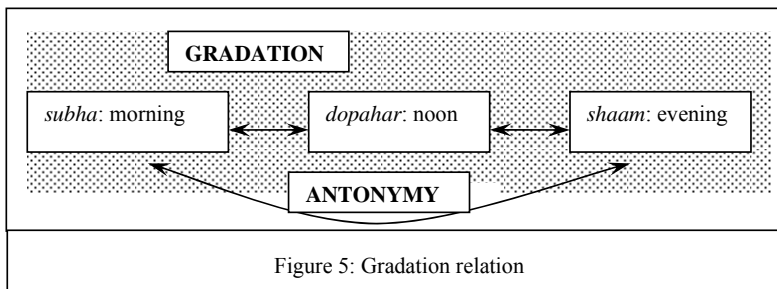 GRADATION
subha: morning
dopahar: noon
shaam: evening
ANTONYMY
Figure 5: Gradation relation